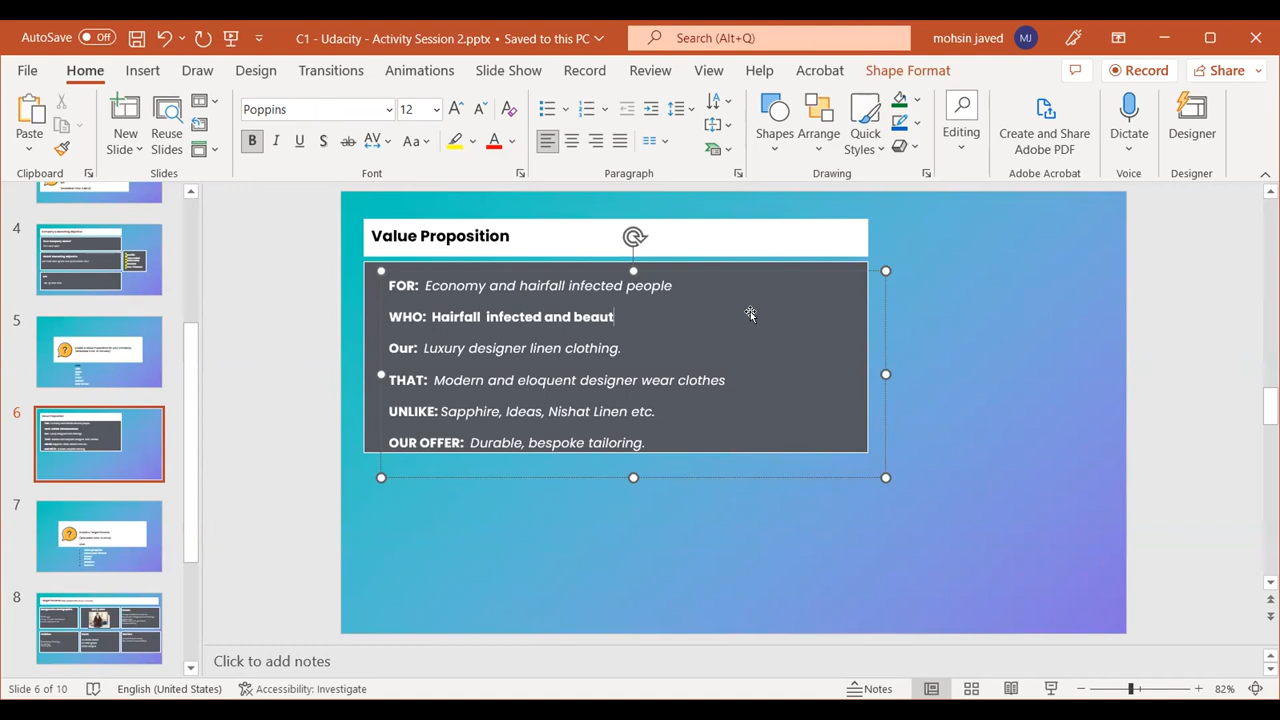 AutoSave Off C1 - Udacity - Activity Session 2.pptx • Saved to this PC Search (Alt+Q) mohsin javed MJ
File Home Insert Draw Design Transitions Animations Slide Show Record Review View Help Acrobat Shape Format Record Share
Poppins 12
Paste New Slide Reuse Slides Shapes Arrange Quick Styles Editing Create and Share Adobe PDF Dictate Designer
Clipboard Slides Font Paragraph Drawing Adobe Acrobat Voice Designer
4
5
6
7
8
Value Proposition
FOR: Economy and hairfall infected people
WHO: Hairfall infected and beaut
Our: Luxury designer linen clothing.
THAT: Modern and eloquent designer wear clothes
UNLIKE: Sapphire, Ideas, Nishat Linen etc.
OUR OFFER: Durable, bespoke tailoring.
Click to add notes
Slide 6 of 10 English (United States) Accessibility: Investigate Notes 82%